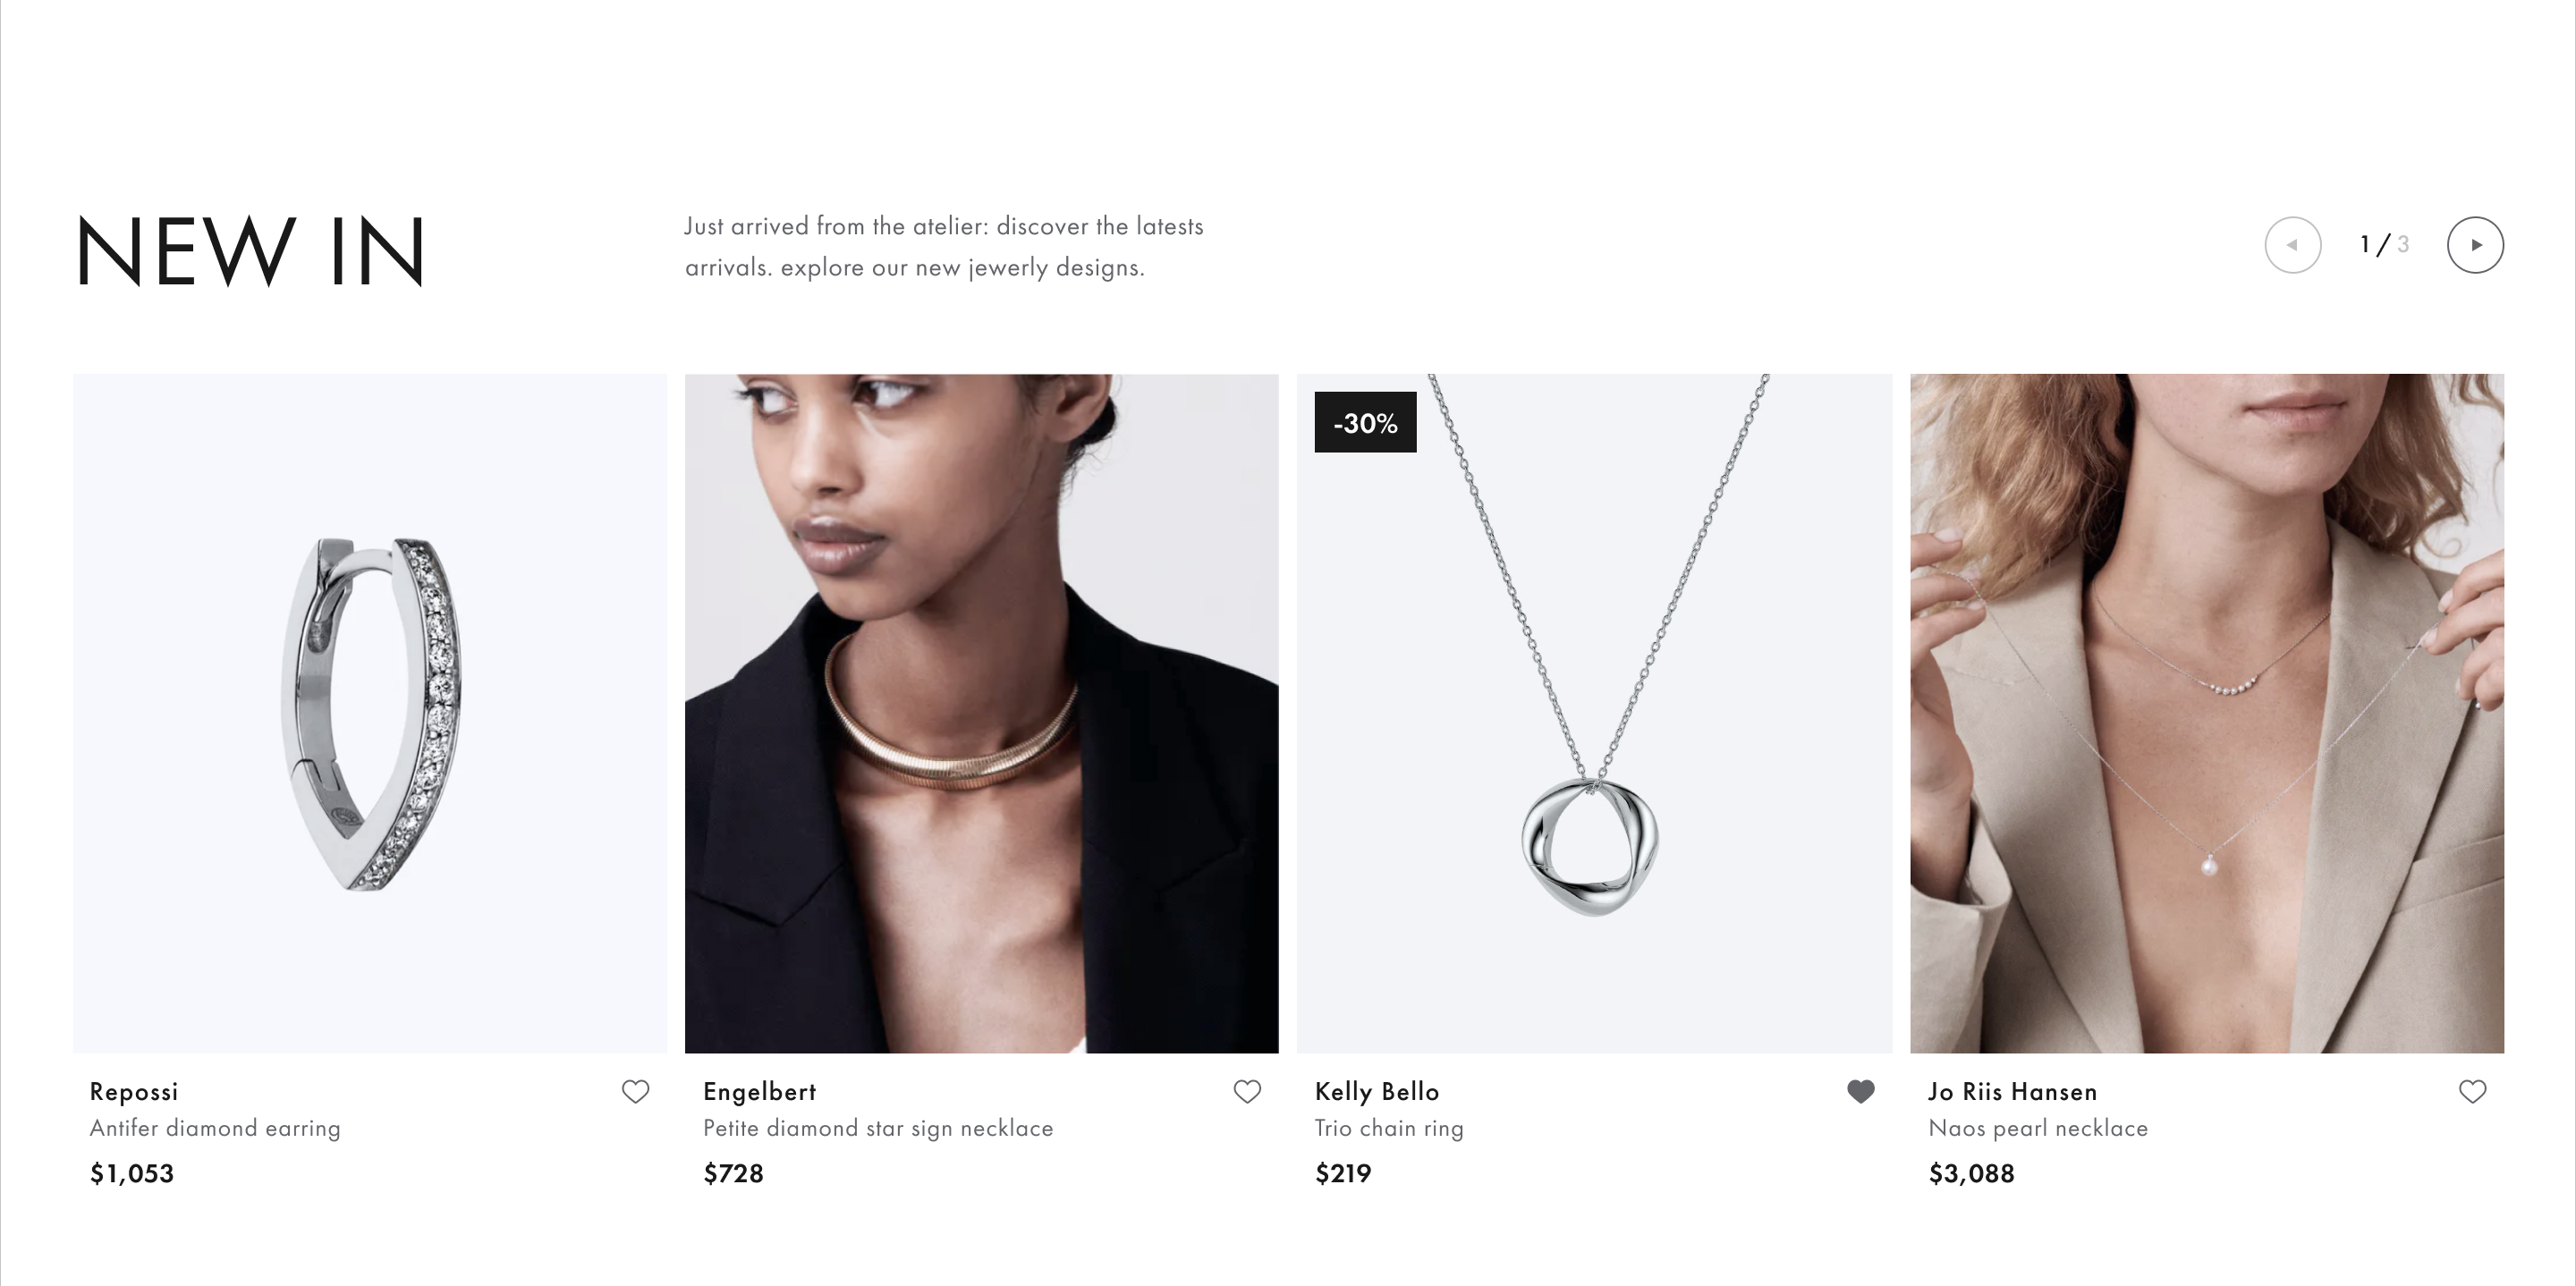 NEW IN
Just arrived from the atelier: discover the latests
arrivals. explore our new jewerly designs.
1 / 3
-30%
Repossi
Antifer diamond earring
$1,053
Engelbert
Petite diamond star sign necklace
$728
Kelly Bello
Trio chain ring
$219
Jo Riis Hansen
Naos pearl necklace
$3,088